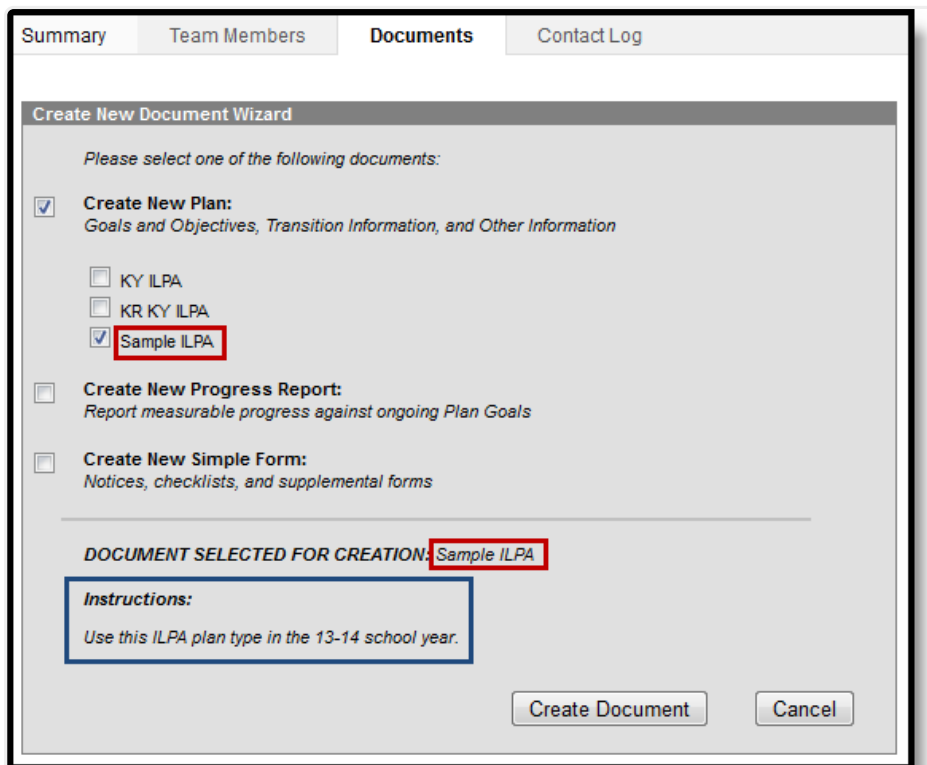 Summary Team Members Documents Contact Log
Create New Document Wizard
Please select one of the following documents:
Create New Plan:
Goals and Objectives, Transition Information, and Other Information
KY ILPA
KR KY ILPA
Sample ILPA
Create New Progress Report:
Report measurable progress against ongoing Plan Goals
Create New Simple Form:
Notices, checklists, and supplemental forms
DOCUMENT SELECTED FOR CREATION: Sample ILPA
Instructions:
Use this ILPA plan type in the 13-14 school year.
Create Document Cancel